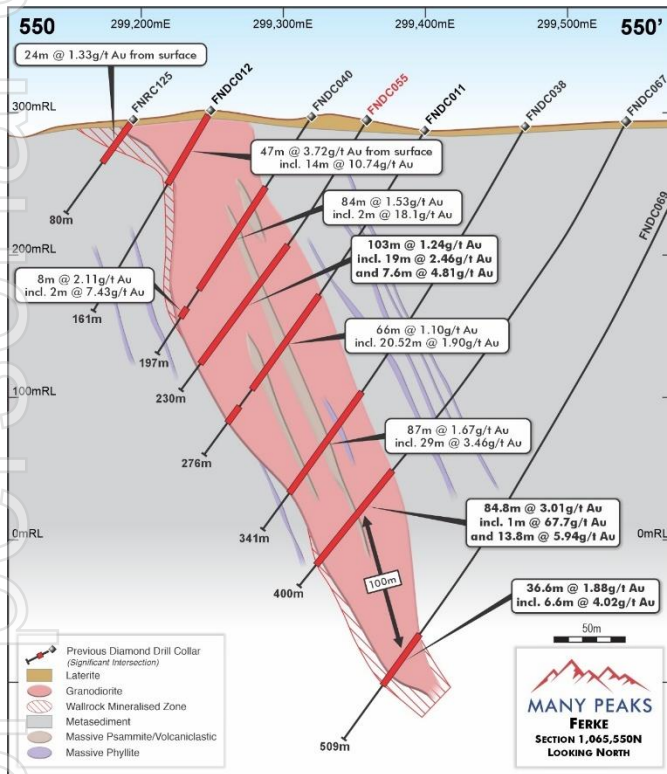 550
299,200mE
299,300mE
299,400mE
299,500mE
550'
24m @ 1.33g/t Au from surface
FNRC125
FNDC012
FNDC040
FNDC055
FNDC011
FNDC038
FNDC067
FNDC069
300mRL
47m @ 3.72g/t Au from surface
incl. 14m @ 10.74g/t Au
80m
84m @ 1.53g/t Au
incl. 2m @ 18.1g/t Au
200mRL
103m @ 1.24g/t Au
incl. 19m @ 2.46g/t Au
and 7.6m @ 4.81g/t Au
8m @ 2.11g/t Au
incl. 2m @ 7.43g/t Au
161m
66m @ 1.10g/t Au
incl. 20.52m @ 1.90g/t Au
197m
230m
100mRL
87m @ 1.67g/t Au
incl. 29m @ 3.46g/t Au
276m
84.8m @ 3.01g/t Au
incl. 1m @ 67.7g/t Au
and 13.8m @ 5.94g/t Au
341m
0mRL
0mRL
400m
100m
36.6m @ 1.88g/t Au
incl. 6.6m @ 4.02g/t Au
50m
509m
Previous Diamond Drill Collar
(Significant Intersection)
Laterite
Granodiorite
Wallrock Mineralised Zone
Metasediment
Massive Psammite/Volcaniclastic
Massive Phyllite
MANY PEAKS
FERKE
SECTION 1,065,550N
LOOKING NORTH